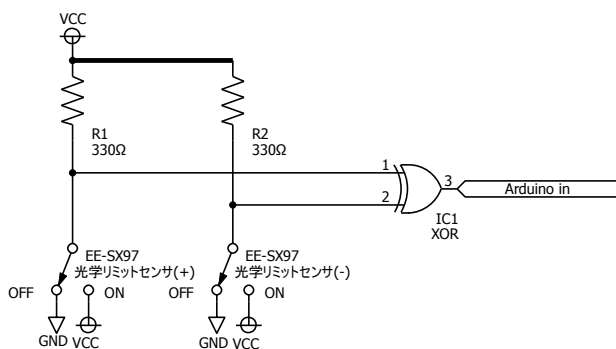 VCC
R1
330Ω
R2
330Ω
1
2
3
Arduino in
IC1
XOR
EE-SX97
光学リミットセンサ(+)
OFF
ON
GND
VCC
EE-SX97
光学リミットセンサ(-)
OFF
ON
GND
VCC